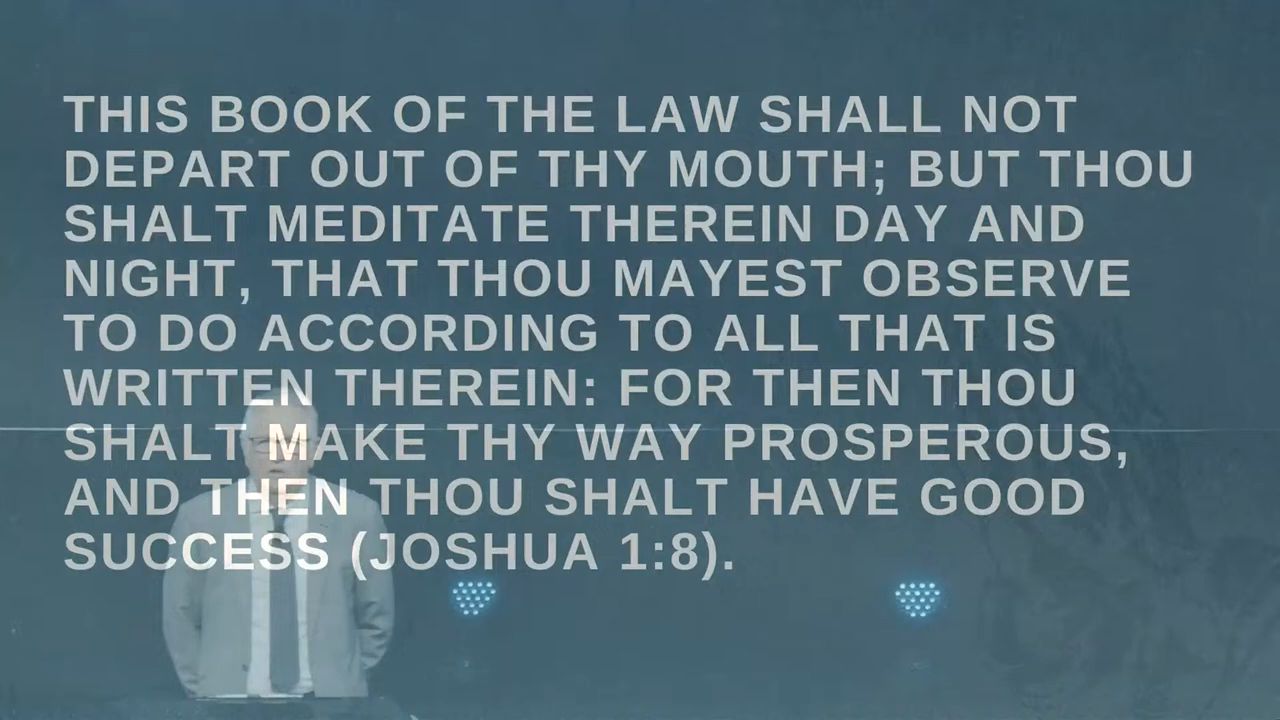 THIS BOOK OF THE LAW SHALL NOT
DEPART OUT OF THY MOUTH; BUT THOU
SHALT MEDITATE THEREIN DAY AND
NIGHT, THAT THOU MAYEST OBSERVE
TO DO ACCORDING TO ALL THAT IS
WRITTEN THEREIN: FOR THEN THOU
SHALT MAKE THY WAY PROSPEROUS,
AND THEN THOU SHALT HAVE GOOD
SUCCESS (JOSHUA 1:8).